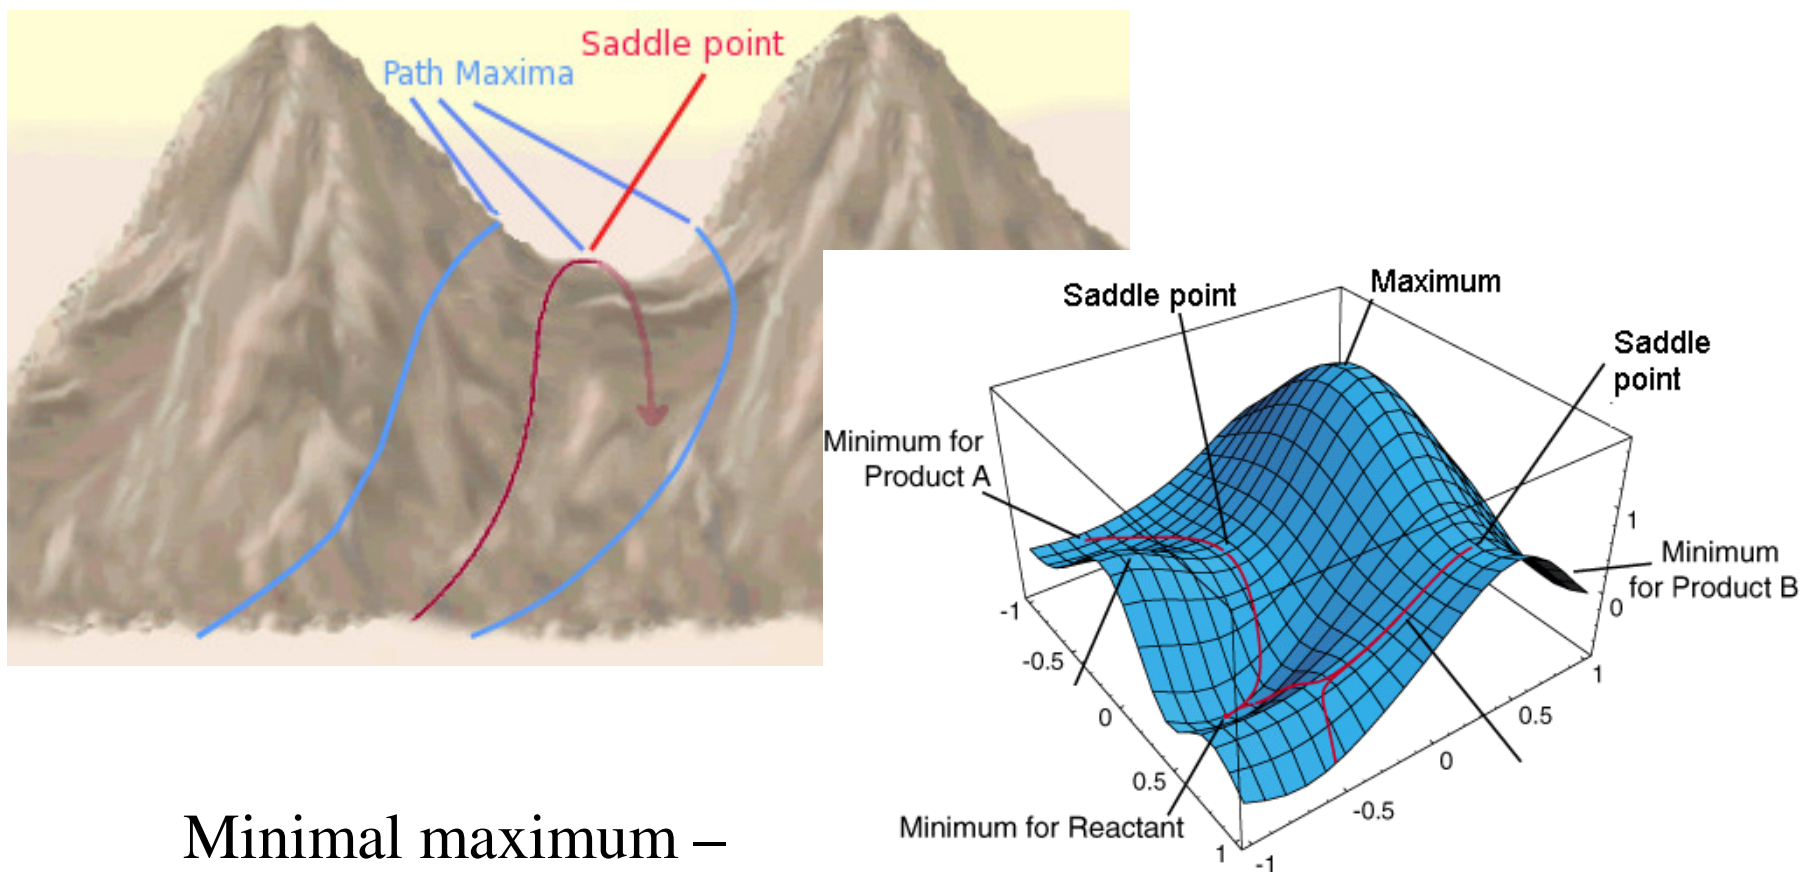 Saddle point
Path Maxima
Maximum
Saddle point
Saddle
point
Minimum for
Product A
1
Minimum
for Product B
0
-1
-0.5
1
0
0.5
0.5
0
-0.5
Minimum for Reactant
1
-1
Minimal maximum –